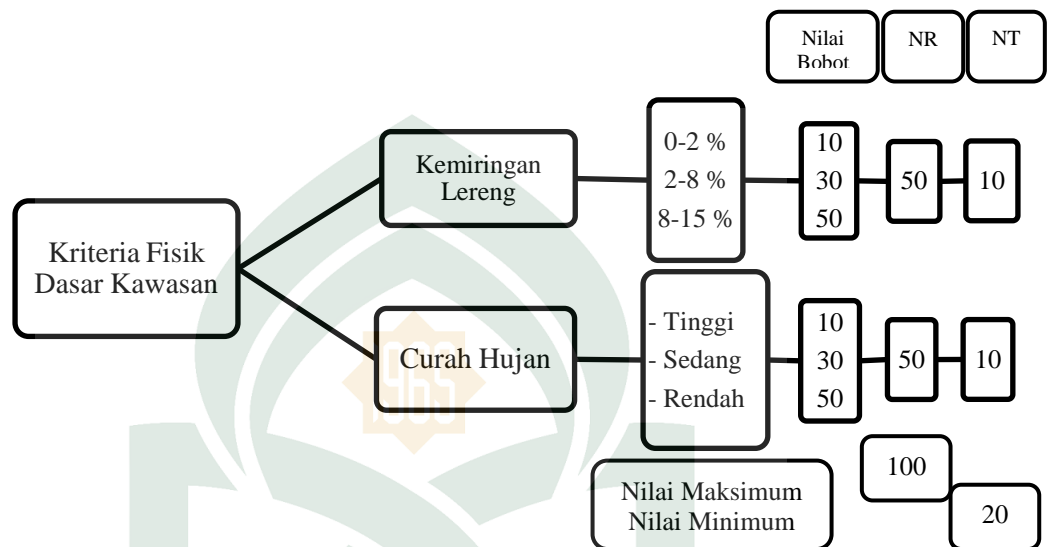 Nilai
Bobot
NR
NT
Kriteria Fisik
Dasar Kawasan
Kemiringan
Lereng
0-2 %
2-8 %
8-15 %
10
30
50
50
10
Curah Hujan
- Tinggi
- Sedang
- Rendah
10
30
50
50
10
Nilai Maksimum
Nilai Minimum
100
20
1965